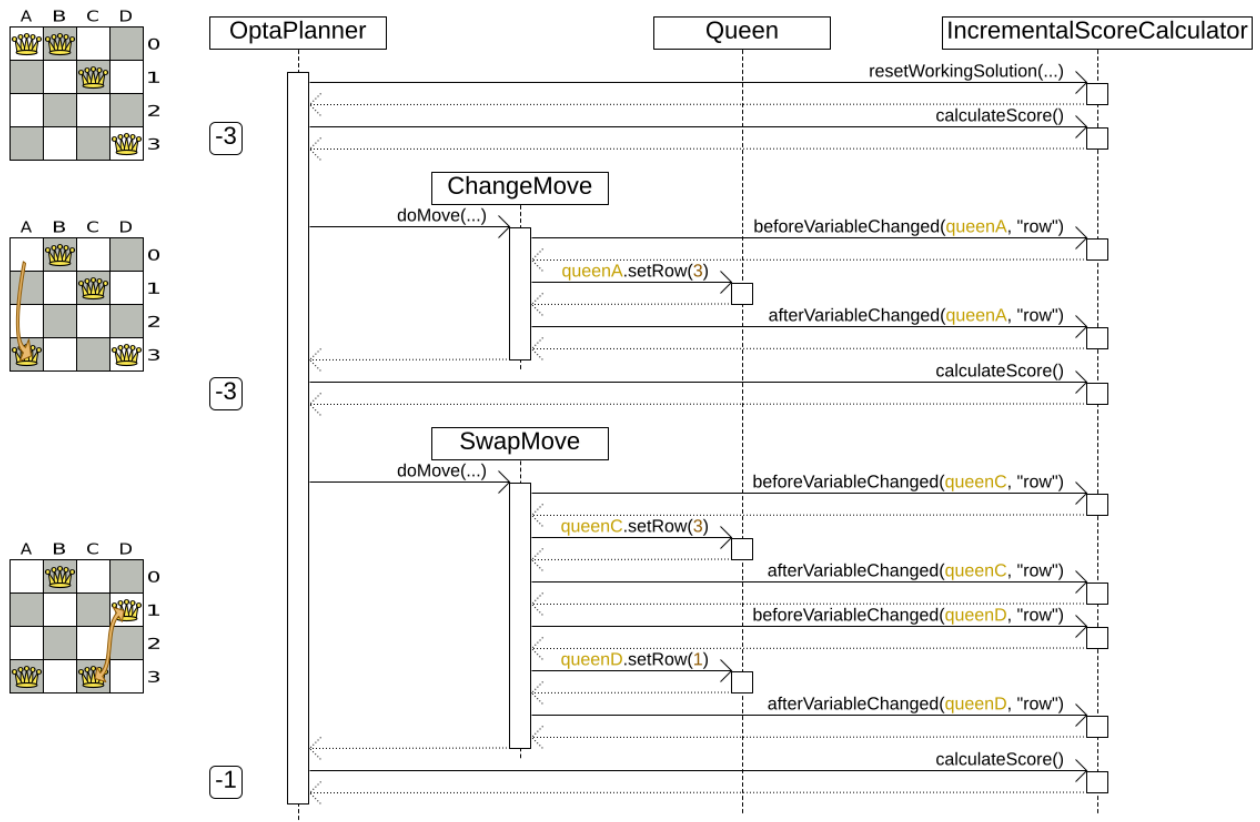 A B C D
0
1
2
3
OptaPlanner
Queen
IncrementalScoreCalculator
resetWorkingSolution(...)
calculateScore()
-3
ChangeMove
doMove(...)
A B C D
0
1
2
3
beforeVariableChanged(queenA, "row")
queenA.setRow(3)
afterVariableChanged(queenA, "row")
calculateScore()
-3
SwapMove
doMove(...)
beforeVariableChanged(queenC, "row")
queenC.setRow(3)
afterVariableChanged(queenC, "row")
beforeVariableChanged(queenD, "row")
queenD.setRow(1)
afterVariableChanged(queenD, "row")
A B C D
0
1
2
3
calculateScore()
-1